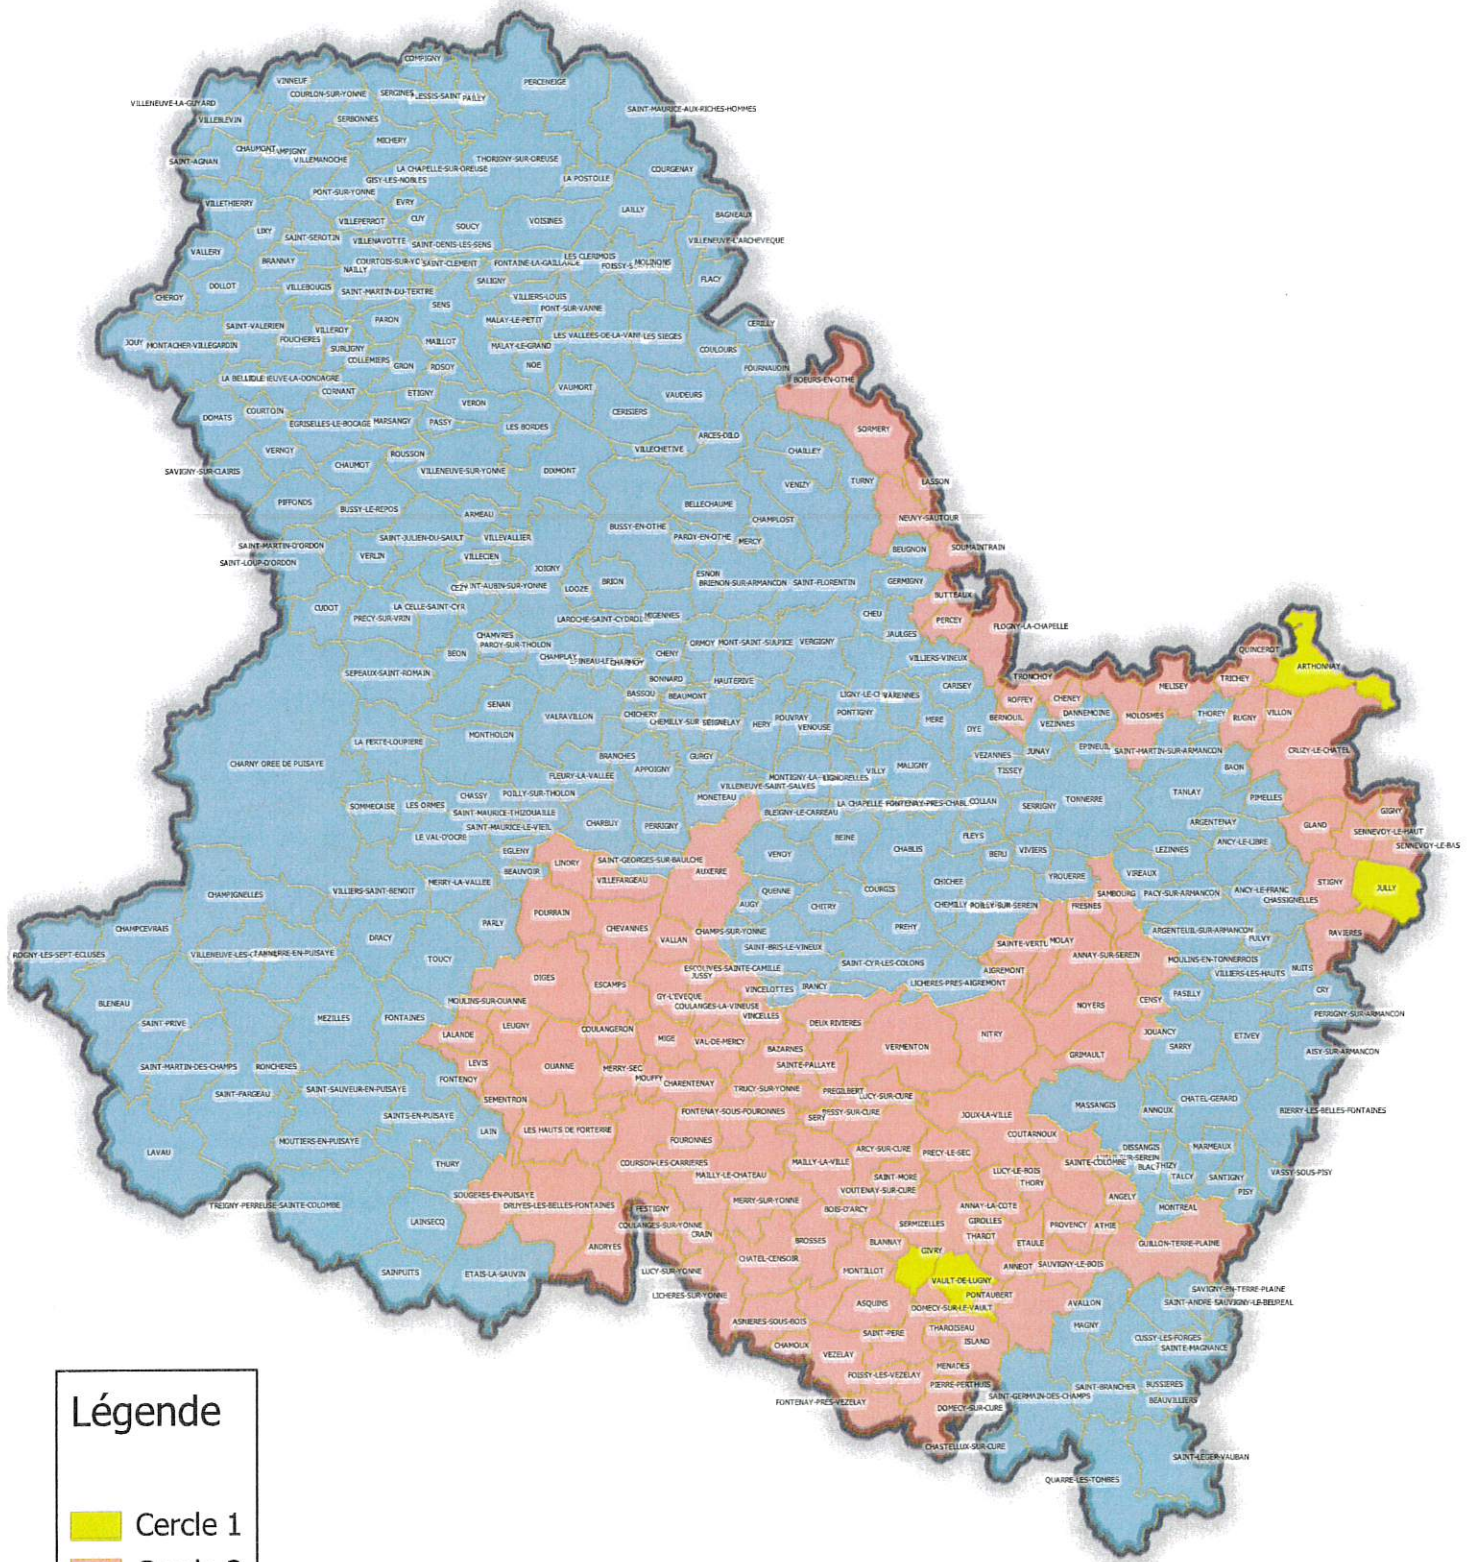 COMPIGNY
VINNEUF
PERCENEIGE
COURLON-SUR-YONNE
SERGINES
PAILLY
VILLENEUVE-LA-GUYARD
SAINT-MAURICE-AUX-RICHES-HOMMES
VILLEBLEVIN
SERBONNES
MICHERY
CHAUMONT
VILLEMANOCHE
THORIGNY-SUR-OREUSE
SAINT-AGNAN
LA CHAPELLE-SUR-OREUSE
COURGENAY
GISY-LES-NOBLES
LA POSTOLLE
PONT-SUR-YONNE
VILLETHIERRY
EVRY
LAILLY
BAGNEAUX
VILLEPERROT
CUY
SOUCY
VOISINES
LIXY
SAINT-SEROTIN
VILLENAVOTTE
SAINT-DENIS-LES-SENS
VILLENEUVE-L'ARCHEVEQUE
VALLERY
BRANNAY
NAILLY
SAINT-CLEMENT
FONTAINE-LA-GAILLARDE
LES CLERIMOIS
MOLINONS
FLACY
DOLLOT
VILLEBOUGIS
SAINT-MARTIN-DU-TERTRE
SALIGNY
CHEROY
VILLIERS-LOUIS
SENS
PONT-SUR-VANNE
SAINT-VALERIEN
VILLEROY
PARON
MALAY-LE-PETIT
CERILLY
FOUCHERES
MAILLOT
LES SIEGES
JOUY
MONTACHER-VILLEGARDIN
SUBLIGNY
MALAY-LE-GRAND
COULOURS
COLLEMIERS
GRON
ROSOY
NOE
FOURNAUDIN
BOEURS-EN-OTHE
CORNANT
ETIGNY
VAUMORT
VAUDEURS
DOMATS
COURTOIN
VERON
CERISIERS
EGRISELLES-LE-BOCAGE
MARSANGY
PASSY
LES BORDES
ARCES-DILO
SORMERY
VERNOY
CHAUMOT
ROUSSON
VILLECHETIVE
CHAILLEY
SAVIGNY-SUR-CLAIRIS
VILLENEUVE-SUR-YONNE
DIXMONT
VENIZY
TURNY
LASSON
PIFFONDS
BUSSY-LE-REPOS
ARMEAU
BELLECHAUME
CHAMPLOST
NEUVY-SAUTOUR
BUSSY-EN-OTHE
PAROY-EN-OTHE
MERCY
SAINT-MARTIN-D'ORDON
SAINT-JULIEN-DU-SAULT
VILLEVALLIER
BEUGNON
SOUMAINTRAIN
SAINT-LOUP-D'ORDON
VERLIN
VILLECIEN
JOIGNY
BRION
ESNON
BRIENON-SUR-ARMANCON
SAINT-FLORENTIN
GERMIGNY
LOOZE
BUTTEAUX
CUDOT
PRECY-SUR-VRIN
LA CELLE-SAINT-CYR
MIGENNES
CHEU
PERCEY
FLOGNY-LA-CHAPELLE
CHAMVRES
PAROY-SUR-THOLON
BEON
CHAMPLAY
CHARMOY
CHENY
ORMOY
MONT-SAINT-SULPICE
VERGIGNY
JAULGES
VILLIERS-VINEUX
QUINCEROT
ARTHONNAY
SEPEAUX-SAINT-ROMAIN
BONNARD
HAUTERIVE
CARISEY
TRONCHOY
MELISEY
TRICHEY
SENAN
BASSOU
BEAUMONT
VARENNES
ROFFEY
CHENEY
VALRAVILLON
CHICHERY
SEIGNELAY
HERY
ROUVRAY
VENOUSE
PONTIGNY
MERE
DYE
BERNOUIL
VEZINNES
DANNEMOINE
MOLOSMES
THOREY
RUGNY
VILLON
LA FERTE-LOUPIERE
MONTHOLON
CHARNY OREE DE PUISAYE
BRANCHES
APPOIGNY
GURGY
VEZANNES
JUNAY
EPINEUIL
SAINT-MARTIN-SUR-ARMANCON
CRUZY-LE-CHATEL
FLEURY-LA-VALLEE
VILLENEUVE-SAINT-SALVES
LIGNORELLES
VILLY
MALIGNY
TISSEY
BAON
SOMMECAISE
LES ORMES
CHASSY
POILLY-SUR-THOLON
MONETEAU
COLLAN
SERRIGNY
TONNERRE
TANLAY
PIMELLES
SAINT-MAURICE-THIZOUAILLE
SAINT-MAURICE-LE-VIEIL
CHARBUY
PERRIGNY
BLEIGNY-LE-CARREAU
GIGNY
LE VAL-D'OCRE
BEINE
FLEYS
ARGENTENAY
GLAND
SENNEVOY-LE-HAUT
EGLENY
SAINT-GEORGES-SUR-BAULCHE
VENOY
CHABLIS
BERU
VIVIERS
LEZINNES
ANCY-LE-LIBRE
SENNEVOY-LE-BAS
LINDRY
BEAUVOIR
AUXERRE
YROUERRE
VIREAUX
CHAMPIGNELLES
VILLIERS-SAINT-BENOIT
MERRY-LA-VALLEE
VILLEFARGEAU
QUENNE
COURGIS
CHICHEE
SAMBOURG
PACY-SUR-ARMANCON
ANCY-LE-FRANC
STIGNY
JULLY
CHASSIGNELLES
POURRAIN
AUGY
CHITRY
POILLY-SUR-SEREIN
FRESNES
CHAMPCEVRAIS
PARLY
CHEVANNES
CHAMPS-SUR-YONNE
PREHY
ARGENTEUIL-SUR-ARMANCON
RAVIERES
DRACY
VALLAN
SAINT-BRIS-LE-VINEUX
SAINTE-VERTU
MOLAY
FULVY
ROGNY-LES-SEPT-ECLUSES
TANNERRE-EN-PUISAYE
TOUCY
SAINT-CYR-LES-COLONS
ANNAY-SUR-SEREIN
MOULINS-EN-TONNERROIS
NUITS
DIGES
ESCAMPS
ESCOLIVES-SAINTE-CAMILLE
JUSSY
AIGREMONT
LICHERES-PRES-AIGREMONT
VILLIERS-LES-HAUTS
BLENEAU
MOULINS-SUR-OUANNE
GY-L'EVEQUE
VINCELOTTES
IRANCY
PASILLY
CRY
COULANGES-LA-VINEUSE
VINCELLES
NOYERS
CENSY
PERRIGNY-SUR-ARMANCON
SAINT-PRIVE
MEZILLES
FONTAINES
LEUGNY
COULANGERON
DEUX RIVIERES
LALANDE
MIGE
VAL-DE-MERCY
BAZARNES
VERMENTON
NITRY
JOUANCY
SARRY
ETIVEY
AISY-SUR-ARMANCON
SAINT-MARTIN-DES-CHAMPS
RONCHERES
LEVIS
OUANNE
MERRY-SEC
SAINTE-PALLAYE
GRIMAULT
SAINT-FARGEAU
SAINT-SAUVEUR-EN-PUISAYE
FONTENOY
MOUFFY
CHARENTENAY
TRUCY-SUR-YONNE
PREGILBERT
LUCY-SUR-CURE
CHATEL-GERARD
SAINTS-EN-PUISAYE
SEMENTRON
FONTENAY-SOUS-FOURONNES
SERY
BESSY-SUR-CURE
JOUX-LA-VILLE
MASSANGIS
ANNOUX
BIERRY-LES-BELLES-FONTAINES
LAVAU
MOUTIERS-EN-PUISAYE
LAIN
LES HAUTS DE FORTERRE
FOURONNES
COUTARNOUX
DISSANGIS
MARMEAUX
THURY
COURSON-LES-CARRIERES
MAILLY-LA-VILLE
ARCY-SUR-CURE
PRECY-LE-SEC
SAINTE-COLOMBE
THIZY
VASSY-SOUS-PISY
MAILLY-LE-CHATEAU
SAINT-MORE
LUCY-LE-BOIS
THORY
TALCY
SANTIGNY
TREIGNY-PERREUSE-SAINTE-COLOMBE
SOUGERES-EN-PUISAYE
DRUYES-LES-BELLES-FONTAINES
FESTIGNY
MERRY-SUR-YONNE
VOUTENAY-SUR-CURE
ANGELY
PISY
LAINSECQ
COULANGES-SUR-YONNE
BOIS-D'ARCY
ANNAY-LA-COTE
MONTREAL
CRAIN
SERMIZELLES
GIROLLES
PROVENCY
ATHIE
ANDRYES
BROSSES
BLANNAY
THAROT
ETAULE
GUILLON-TERRE-PLAINE
SAINPUITS
ETAIS-LA-SAUVIN
LUCY-SUR-YONNE
CHATEL-CENSOIR
GIVRY
MONTILLOT
ANNEOT
SAUVIGNY-LE-BOIS
VAULT-DE-LUGNY
LICHERES-SUR-YONNE
PONTAUBERT
SAVIGNY-EN-TERRE-PLAINE
ASQUINS
DOMECY-SUR-LE-VAULT
AVALLON
SAUVIGNY-LE-BEUREAL
ASNIERES-SOUS-BOIS
SAINT-PERE
THAROISEAU
MAGNY
CHAMOUX
VEZELAY
ISLAND
CUSSY-LES-FORGES
SAINTE-MAGNANCE
FOISSY-LES-VEZELAY
MENADES
PIERRE-PERTHUIS
SAINT-BRANCHER
BUSSIERES
FONTENAY-PRES-VEZELAY
SAINT-GERMAIN-DES-CHAMPS
BEAUVILLIERS
DOMECY-SUR-CURE
CHASTELLUX-SUR-CURE
SAINT-LEGER-VAUBAN
QUARRE-LES-TOMBES
Légende
Cercle 1